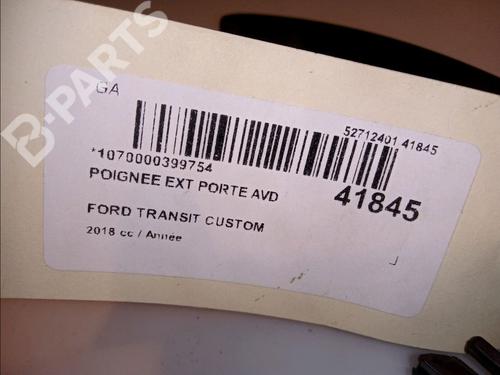 B-PARTS
GA
52712401 41845
*1070000399754
41845
POIGNEE EXT PORTE AVD
FORD TRANSIT CUSTOM
2018 cc / Année